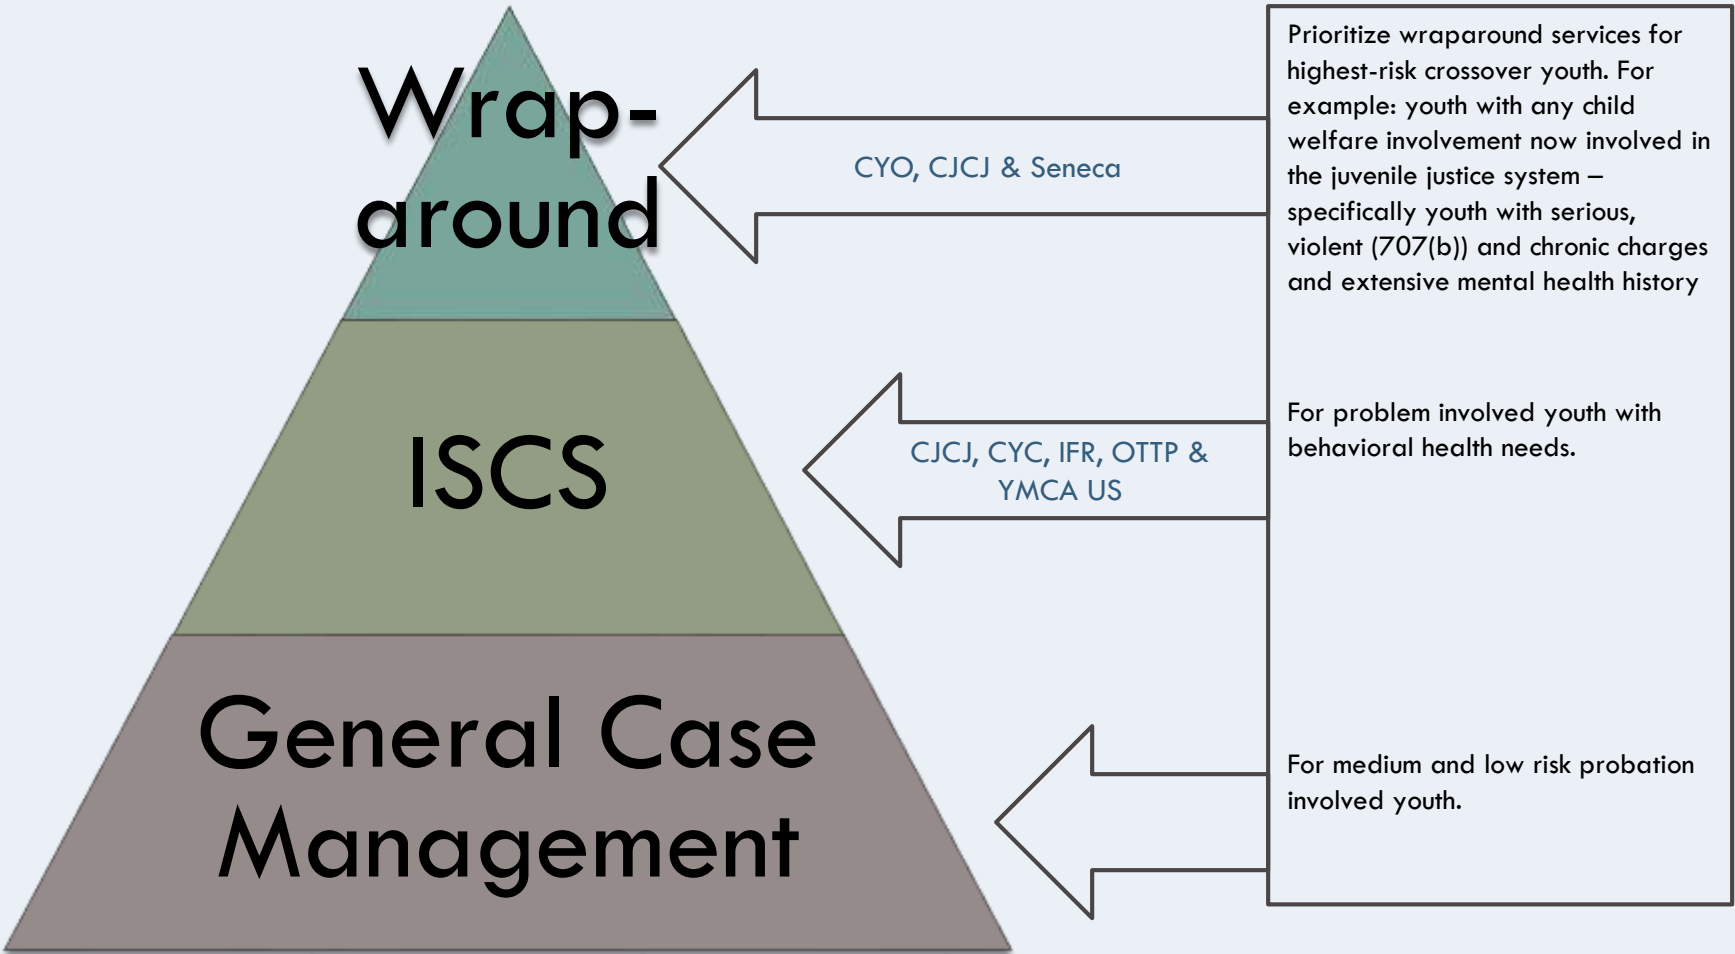 Wrap-
around
CYO, CJCJ & Seneca
Prioritize wraparound services for
highest-risk crossover youth. For
example: youth with any child
welfare involvement now involved in
the juvenile justice system –
specifically youth with serious,
violent (707(b)) and chronic charges
and extensive mental health history
ISCS
CJCJ, CYC, IFR, OTTP &
YMCA US
For problem involved youth with
behavioral health needs.
General Case
Management
For medium and low risk probation
involved youth.